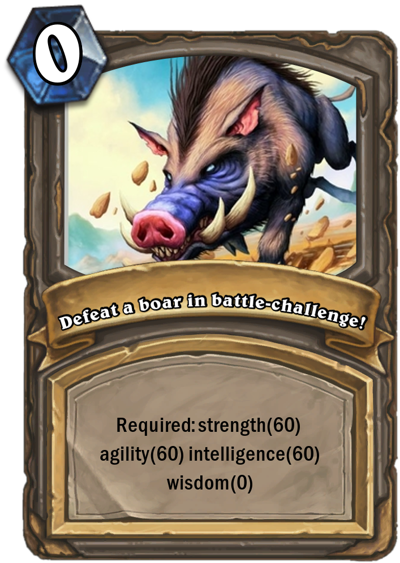 0
Defeat a boar in battle-challenge!
Required: strength(60)
agility(60) intelligence(60)
wisdom(0)